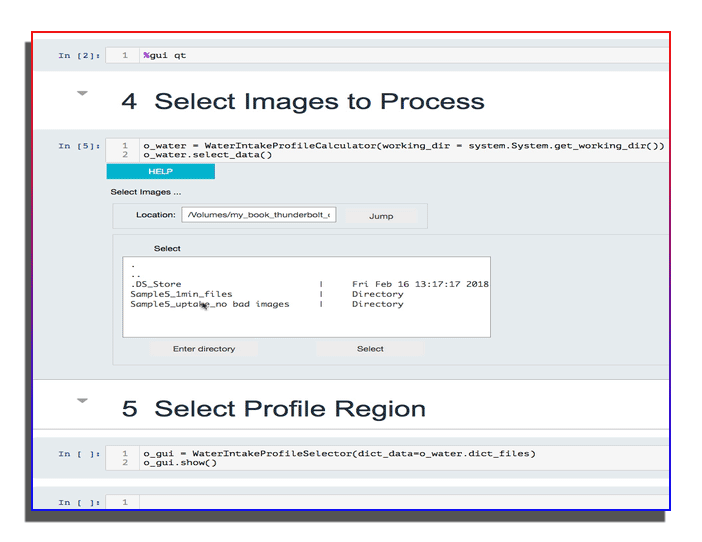 In [2]: 1 %gui qt
4 Select Images to Process
In [5]: 1 o_water = WaterIntakeProfileCalculator(working_dir = system.System.get_working_dir())
2 o_water.select_data()
HELP
Select Images ...
Location: /Volumes/my_book_thunderbolt_
Jump
Select
.
..
.DS_Store | Fri Feb 16 13:17:17 2018
Sample5_1min_files | Directory
Sample5_uptake_no bad images | Directory
Enter directory Select
5 Select Profile Region
In [ ]: 1 o_gui = WaterIntakeProfileSelector(dict_data=o_water.dict_files)
2 o_gui.show()
In [ ]: 1